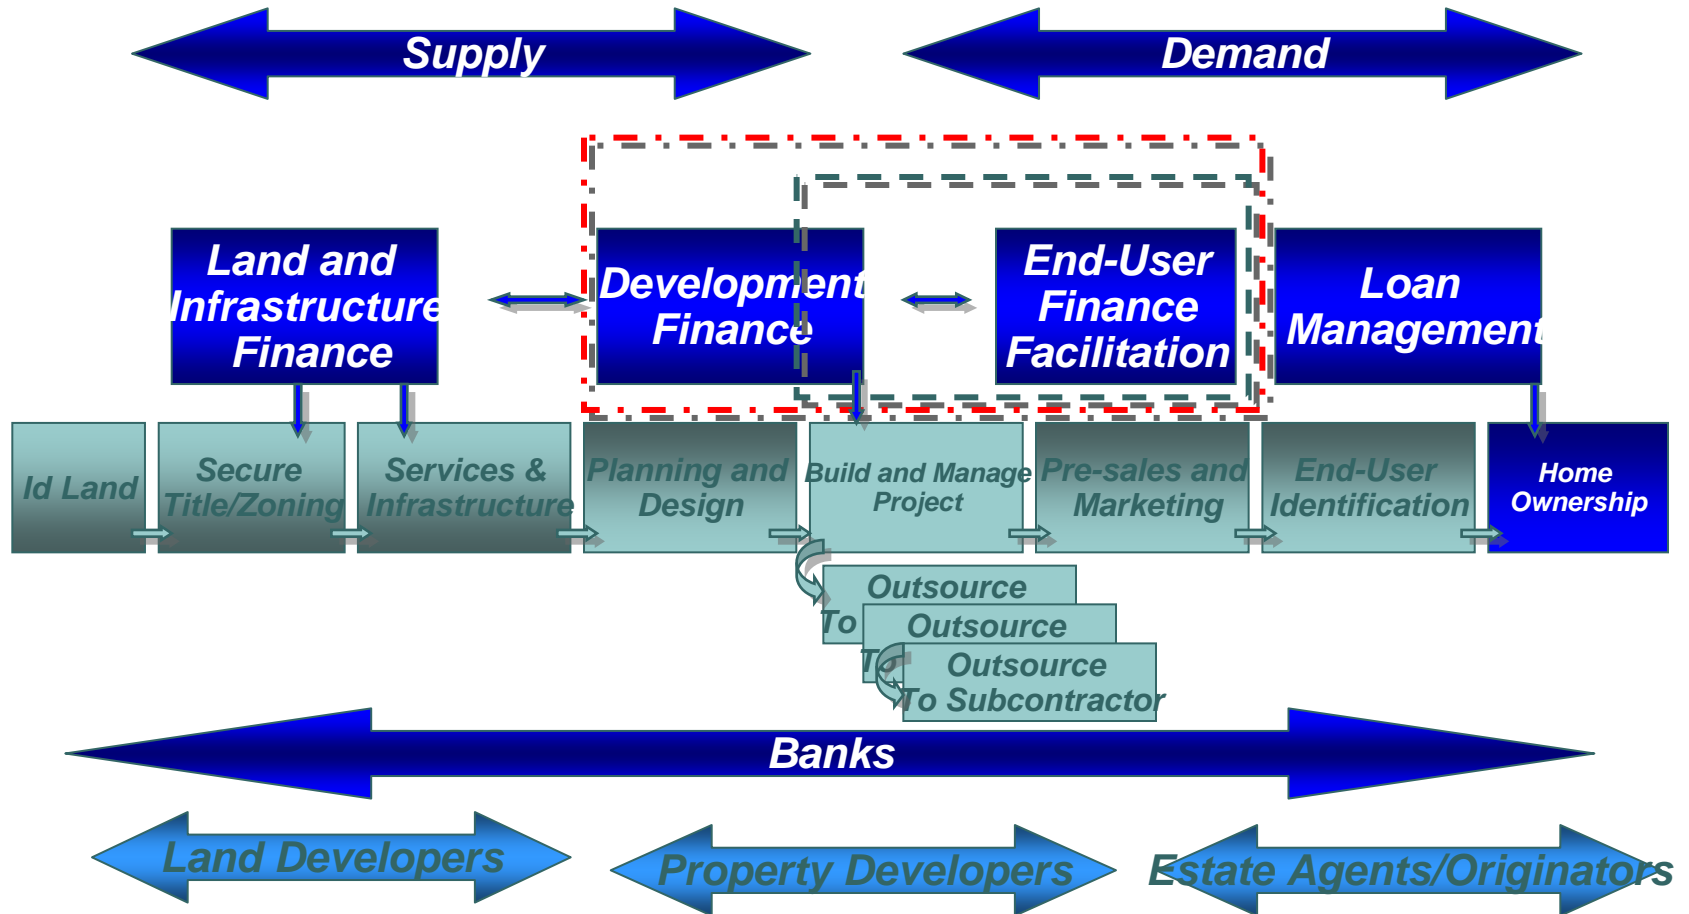 Supply
Demand
Land and
Infrastructure
Finance
Development
Finance
End-User
Finance
Facilitation
Loan
Management
Id Land
Secure
Title/Zoning
Services &
Infrastructure
Planning and
Design
Build and Manage
Project
Pre-sales and
Marketing
End-User
Identification
Home
Ownership
Outsource
To
Outsource
To
Outsource
To Subcontractor
Banks
Land Developers
Property Developers
Estate Agents/Originators